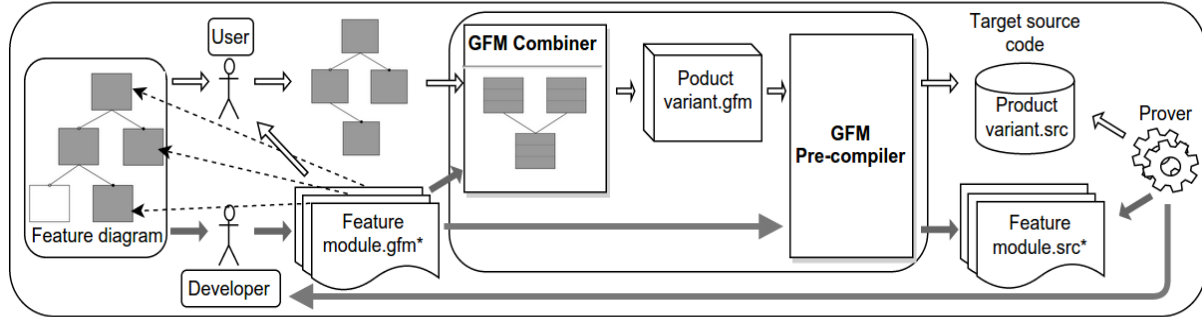 User
GFM Combiner
Target source
code
Poduct
variant.gfm
Product
variant.src
Prover
GFM
Pre-compiler
Feature diagram
Feature
module.gfm*
Feature
module.src*
Developer